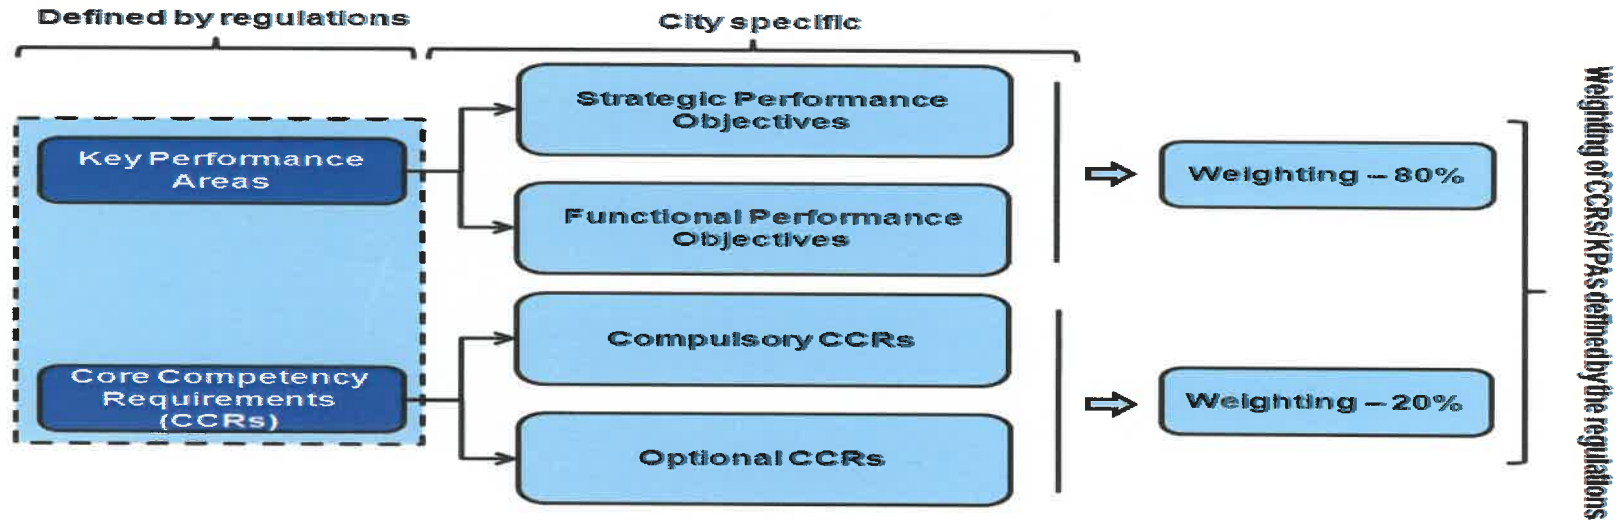 Defined by regulations
City specific
Key Performance
Areas
Strategic Performance
Objectives
Functional Performance
Objectives
Weighting – 80%
Core Competency
Requirements
(CCRs)
Compulsory CCRs
Optional CCRs
Weighting – 20%
Weighting of CCRs/KPAs defined by the regulations